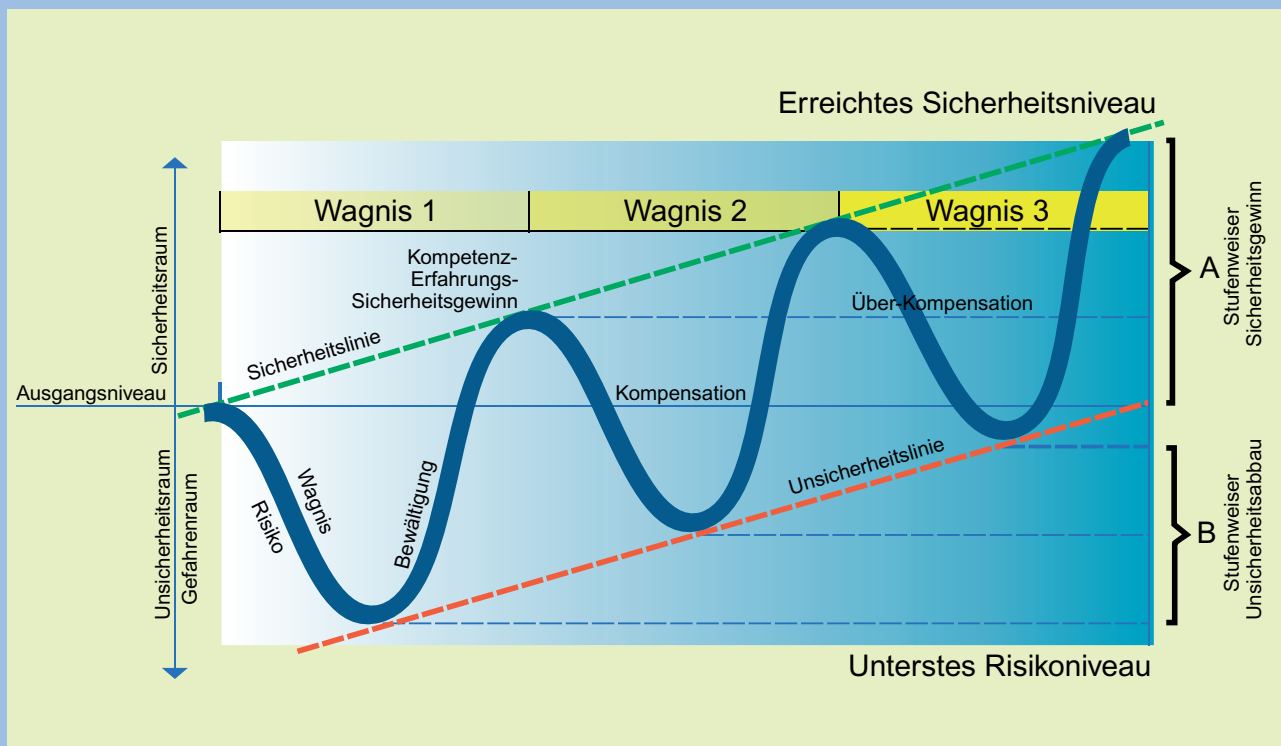 Erreichtes Sicherheitsniveau
Wagnis 1
Wagnis 2
Wagnis 3
Kompetenz-
Erfahrungs-
Sicherheitsgewinn
Über-Kompensation
Sicherheitslinie
Ausgangsniveau
Kompensation
Sicherheitsraum
Unsicherheitsraum
Gefahrenraum
Risiko
Wagnis
Bewältigung
Unsicherheitslinie
A
Stufenweiser
Sicherheitsgewinn
B
Stufenweiser
Unsicherheitsabbau
Unterstes Risikoniveau